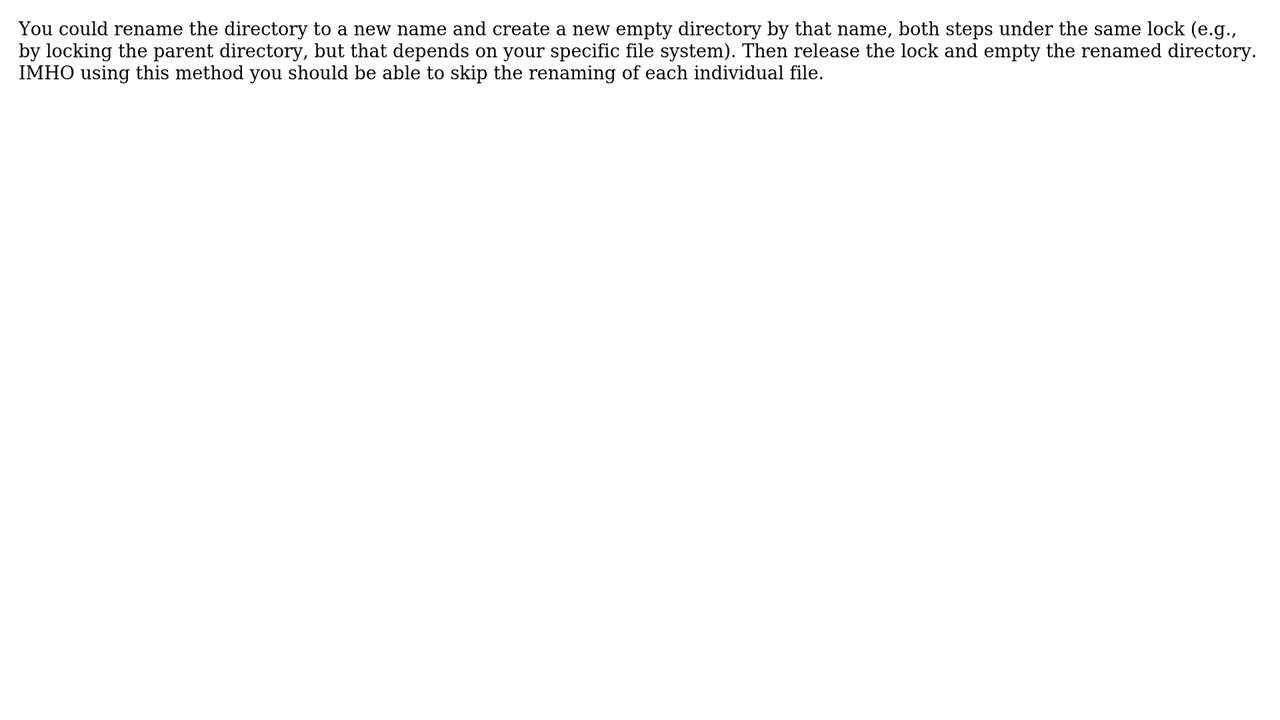 You could rename the directory to a new name and create a new empty directory by that name, both steps under the same lock (e.g.,
by locking the parent directory, but that depends on your specific file system). Then release the lock and empty the renamed directory.
IMHO using this method you should be able to skip the renaming of each individual file.